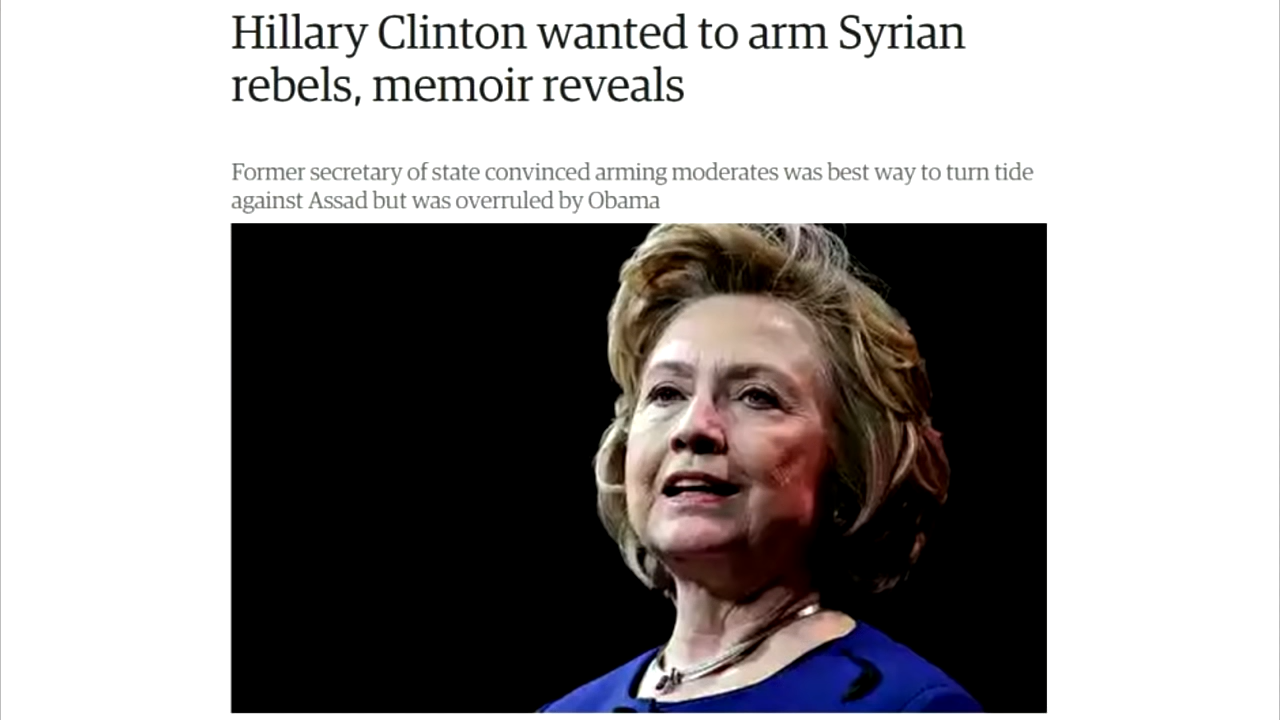 Hillary Clinton wanted to arm Syrian
rebels, memoir reveals
Former secretary of state convinced arming moderates was best way to turn tide
against Assad but was overruled by Obama